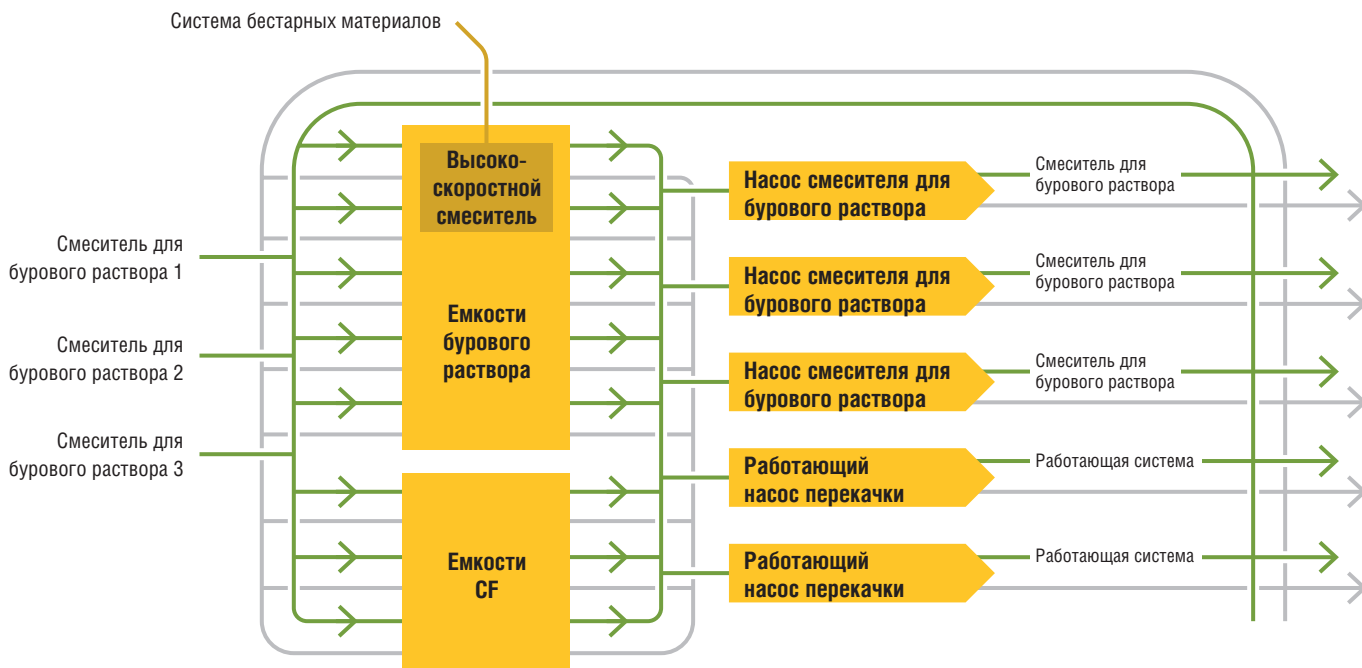 Система бестарных материалов
Смеситель для
бурового раствора 1
Смеситель для
бурового раствора 2
Смеситель для
бурового раствора 3
Высоко-
скоростной
смеситель
Емкости
бурового
раствора
Емкости
CF
Насос смесителя для
бурового раствора
Смеситель для
бурового раствора
Насос смесителя для
бурового раствора
Смеситель для
бурового раствора
Насос смесителя для
бурового раствора
Смеситель для
бурового раствора
Работающий
насос перекачки
Работающая система
Работающий
насос перекачки
Работающая система